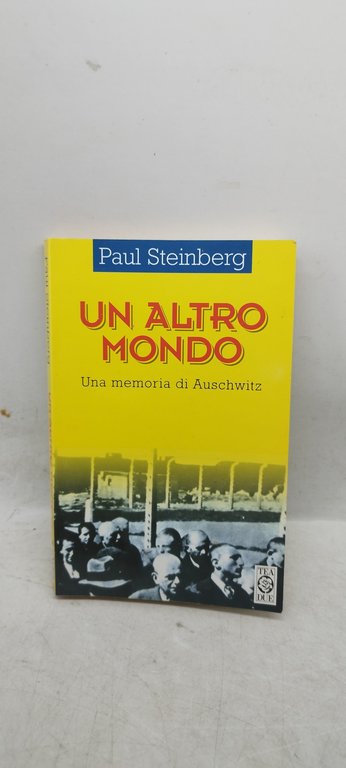 Paul Steinberg
UN ALTRO
MONDO
Una memoria di Auschwitz
TEA
DUE